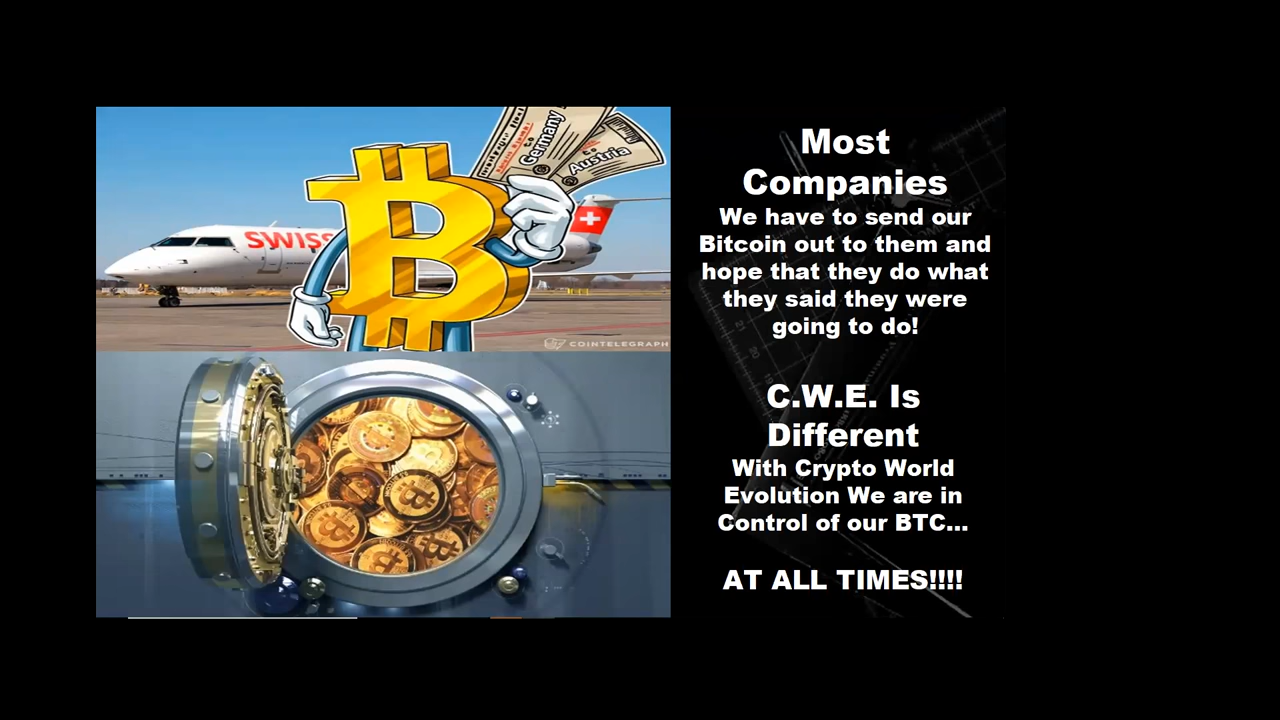 Germany
to
Austria
SWISS
COINTELEGRAPH
Most
Companies
We have to send our
Bitcoin out to them and
hope that they do what
they said they were
going to do!
C.W.E. Is
Different
With Crypto World
Evolution We are in
Control of our BTC...
AT ALL TIMES!!!!